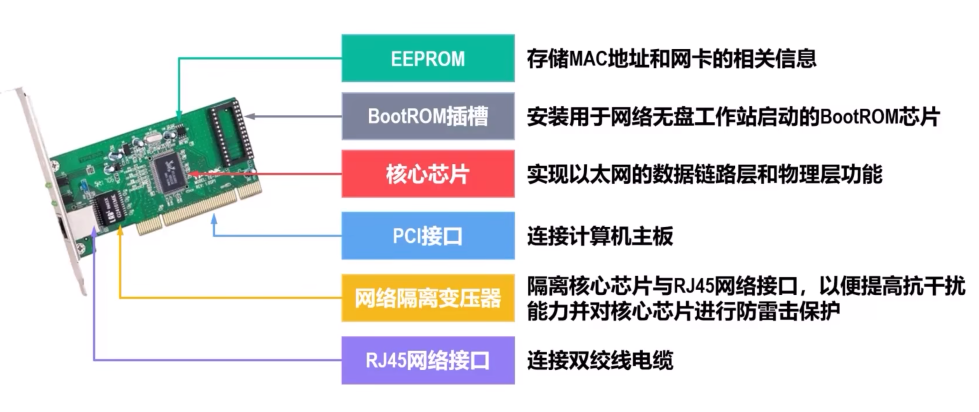 EEPROM 存储MAC地址和网卡的相关信息
BootROM插槽 安装用于网络无盘工作站启动的BootROM芯片
核心芯片 实现以太网的数据链路层和物理层功能
PCI接口 连接计算机主板
网络隔离变压器 隔离核心芯片与RJ45网络接口，以便提高抗干扰
能力并对核心芯片进行防雷击保护
RJ45网络接口 连接双绞线电缆